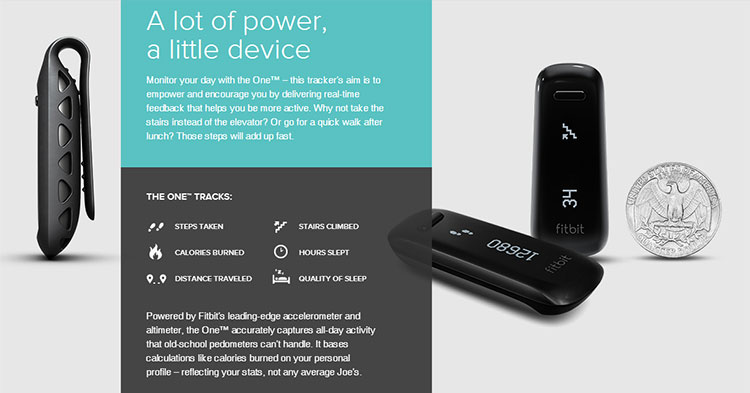 A lot of power,
a little device
Monitor your day with the One™ – this tracker's aim is to
empower and encourage you by delivering real-time
feedback that helps you be more active. Why not take the
stairs instead of the elevator? Or go for a quick walk after
lunch? Those steps will add up fast.
THE ONE™ TRACKS:
STEPS TAKEN
STAIRS CLIMBED
CALORIES BURNED
HOURS SLEPT
DISTANCE TRAVELED
QUALITY OF SLEEP
Powered by Fitbit's leading-edge accelerometer and
altimeter, the One™ accurately captures all-day activity
that old-school pedometers can't handle. It bases
calculations like calories burned on your personal
profile – reflecting your stats, not any average Joe's.
34
fitbit
12680
fitbit